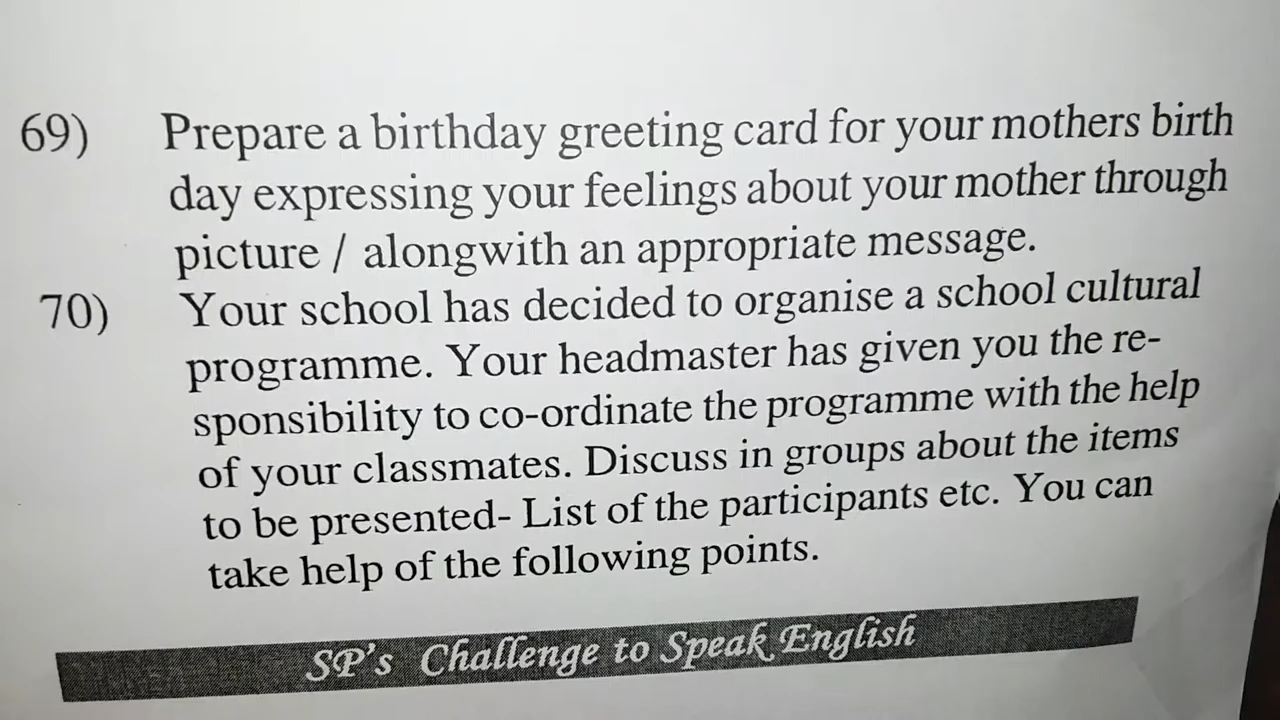 69) Prepare a birthday greeting card for your mothers birth
day expressing your feelings about your mother through
picture / alongwith an appropriate message.
70) Your school has decided to organise a school cultural
programme. Your headmaster has given you the re-
sponsibility to co-ordinate the programme with the help
of your classmates. Discuss in groups about the items
to be presented- List of the participants etc. You can
take help of the following points.
SP's Challenge to Speak English